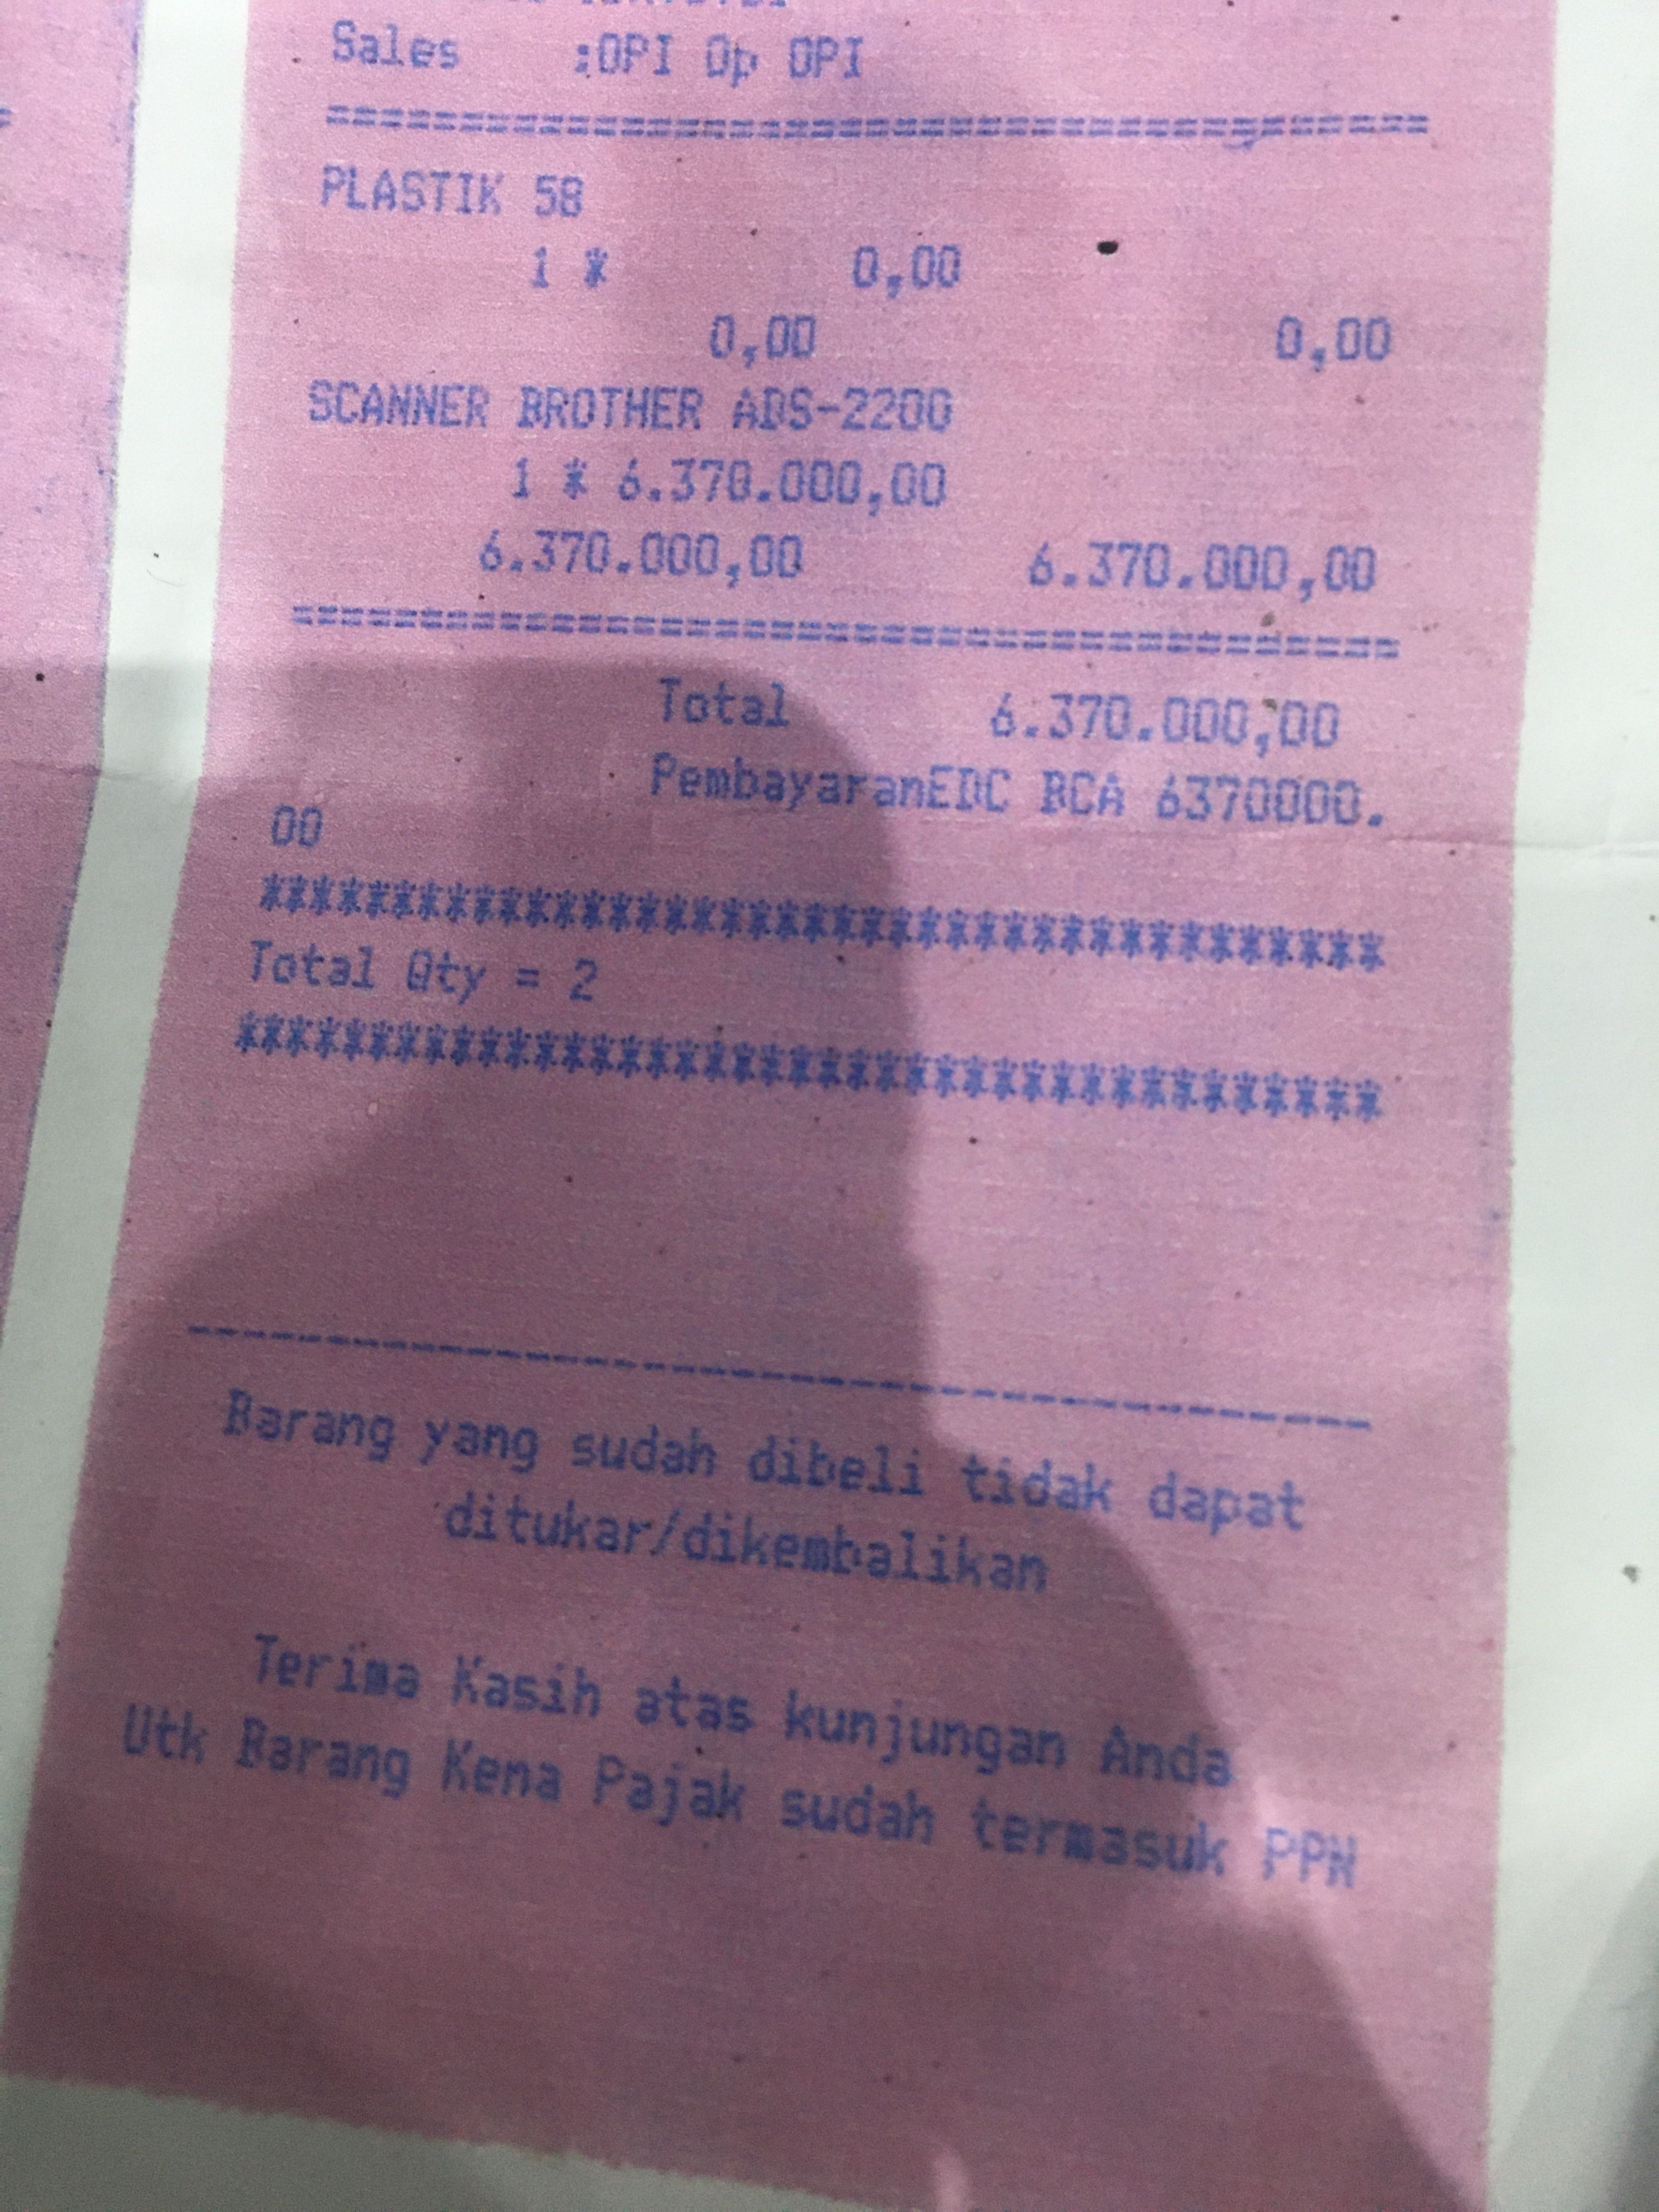 Sales :OPI Op OPI
==========================================
PLASTIK 58
1 * 0,00
0,00 0,00
SCANNER BROTHER ADS-2200
1 * 6.370.000,00
6.370.000,00 6.370.000,00
==========================================
Total 6.370.000,00
PembayaranEDC BCA 6370000.
00
****************************************
Total Qty = 2
****************************************
----------------------------------------
Barang yang sudah dibeli tidak dapat
ditukar/dikembalikan
Terima Kasih atas kunjungan Anda
Utk Barang Kena Pajak sudah termasuk PPN